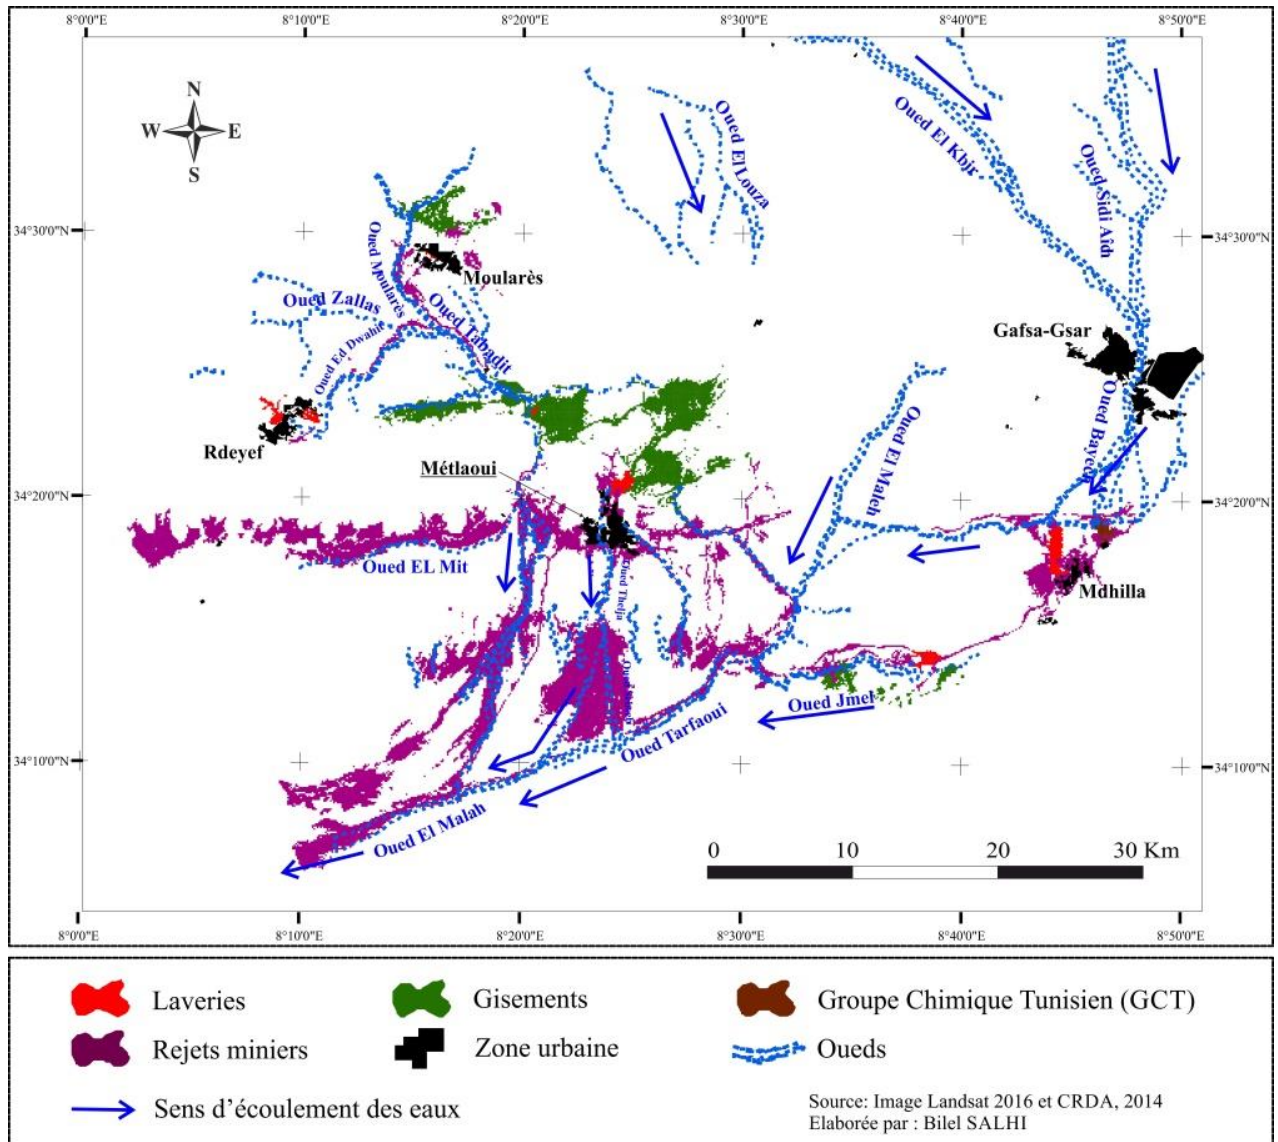 8°0'0"E 8°10'0"E 8°20'0"E 8°30'0"E 8°40'0"E 8°50'0"E
N
W E
S
Oued El Kbir
Oued Sidi Aïch
Oued El Louza
34°30'0"N 34°30'0"N
Oued Moularès
Moularès
Oued Zallas
Oued Tabadit
Oued Ed Dwahir
Gafsa-Gsar
Oued Bayech
Oued El Maleh
Rdeyef
Métlaoui
34°20'0"N 34°20'0"N
Oued EL Mit
Oued Thelja
Mdhilla
Oued Jmel
Oued Tarfaoui
34°10'0"N 34°10'0"N
Oued El Malah
0 10 20 30 Km
8°0'0"E 8°10'0"E 8°20'0"E 8°30'0"E 8°40'0"E 8°50'0"E
Laveries Gisements Groupe Chimique Tunisien (GCT)
Rejets miniers Zone urbaine Oueds
Sens d'écoulement des eaux
Source: Image Landsat 2016 et CRDA, 2014
Elaborée par : Bilel SALHI